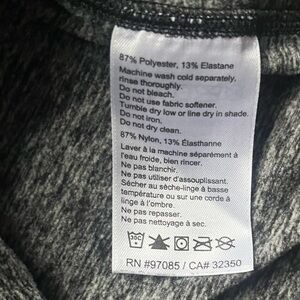 87% Polyester, 13% Elastane
Machine wash cold separately,
rinse thoroughly.
Do not bleach.
Do not use fabric softener.
Tumble dry low or line dry in shade.
Do not iron.
Do not dry clean.
87% Nylon, 13% Élasthanne
Laver à la machine séparément à
l'eau froide, bien rincer.
Ne pas blanchir.
Ne pas utiliser d'assouplissant.
Sécher au sèche-linge à basse
température ou sur une corde à
linge à l'ombre.
Ne pas repasser.
Ne pas nettoyage à sec.
30C
RN #97085 / CA# 32350